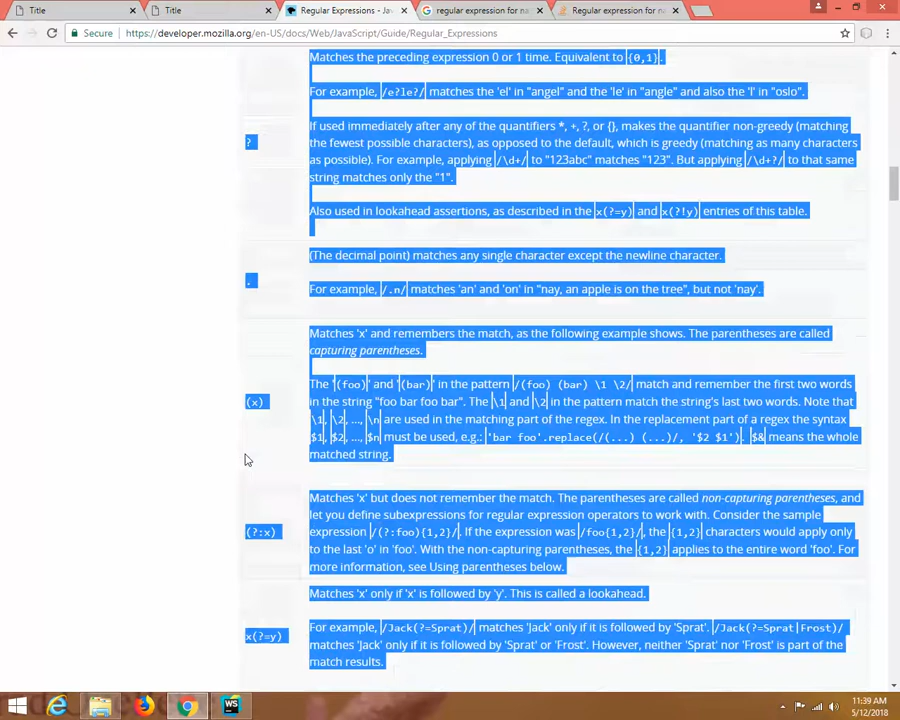 Title
Title
Regular Expressions - Jav
regular expression for na
Regular expression for na
Secure
https://developer.mozilla.org/en-US/docs/Web/JavaScript/Guide/Regular_Expressions
Matches the preceding expression 0 or 1 time. Equivalent to {0,1}.
For example, /e?le?/ matches the 'el' in "angel" and the 'le' in "angle" and also the 'l' in "oslo".
?
If used immediately after any of the quantifiers *, +, ?, or {}, makes the quantifier non-greedy (matching
the fewest possible characters), as opposed to the default, which is greedy (matching as many characters
as possible). For example, applying /\d+/ to "123abc" matches "123". But applying /\d+?/ to that same
string matches only the "1".
Also used in lookahead assertions, as described in the x(?=y) and x(?!y) entries of this table.
.
(The decimal point) matches any single character except the newline character.
For example, /.n/ matches 'an' and 'on' in "nay, an apple is on the tree", but not 'nay'.
(x)
Matches 'x' and remembers the match, as the following example shows. The parentheses are called
capturing parentheses.
The '(foo)' and '(bar)' in the pattern /(foo) (bar) \1 \2/ match and remember the first two words
in the string "foo bar foo bar". The \1 and \2 in the pattern match the string's last two words. Note that
\1, \2, ..., \n are used in the matching part of the regex. In the replacement part of a regex the syntax
$1, $2, ..., $n must be used, e.g.: 'bar foo'.replace(/(...) (...)/, '$2 $1'). $& means the whole
matched string.
(?:x)
Matches 'x' but does not remember the match. The parentheses are called non-capturing parentheses, and
let you define subexpressions for regular expression operators to work with. Consider the sample
expression /(?:foo){1,2}/. If the expression was /foo{1,2}/, the {1,2} characters would apply only
to the last 'o' in 'foo'. With the non-capturing parentheses, the {1,2} applies to the entire word 'foo'. For
more information, see Using parentheses below.
x(?=y)
Matches 'x' only if 'x' is followed by 'y'. This is called a lookahead.
For example, /Jack(?=Sprat)/ matches 'Jack' only if it is followed by 'Sprat'. /Jack(?=Sprat|Frost)/
matches 'Jack' only if it is followed by 'Sprat' or 'Frost'. However, neither 'Sprat' nor 'Frost' is part of the
match results.
WS
11:39 AM
5/12/2018